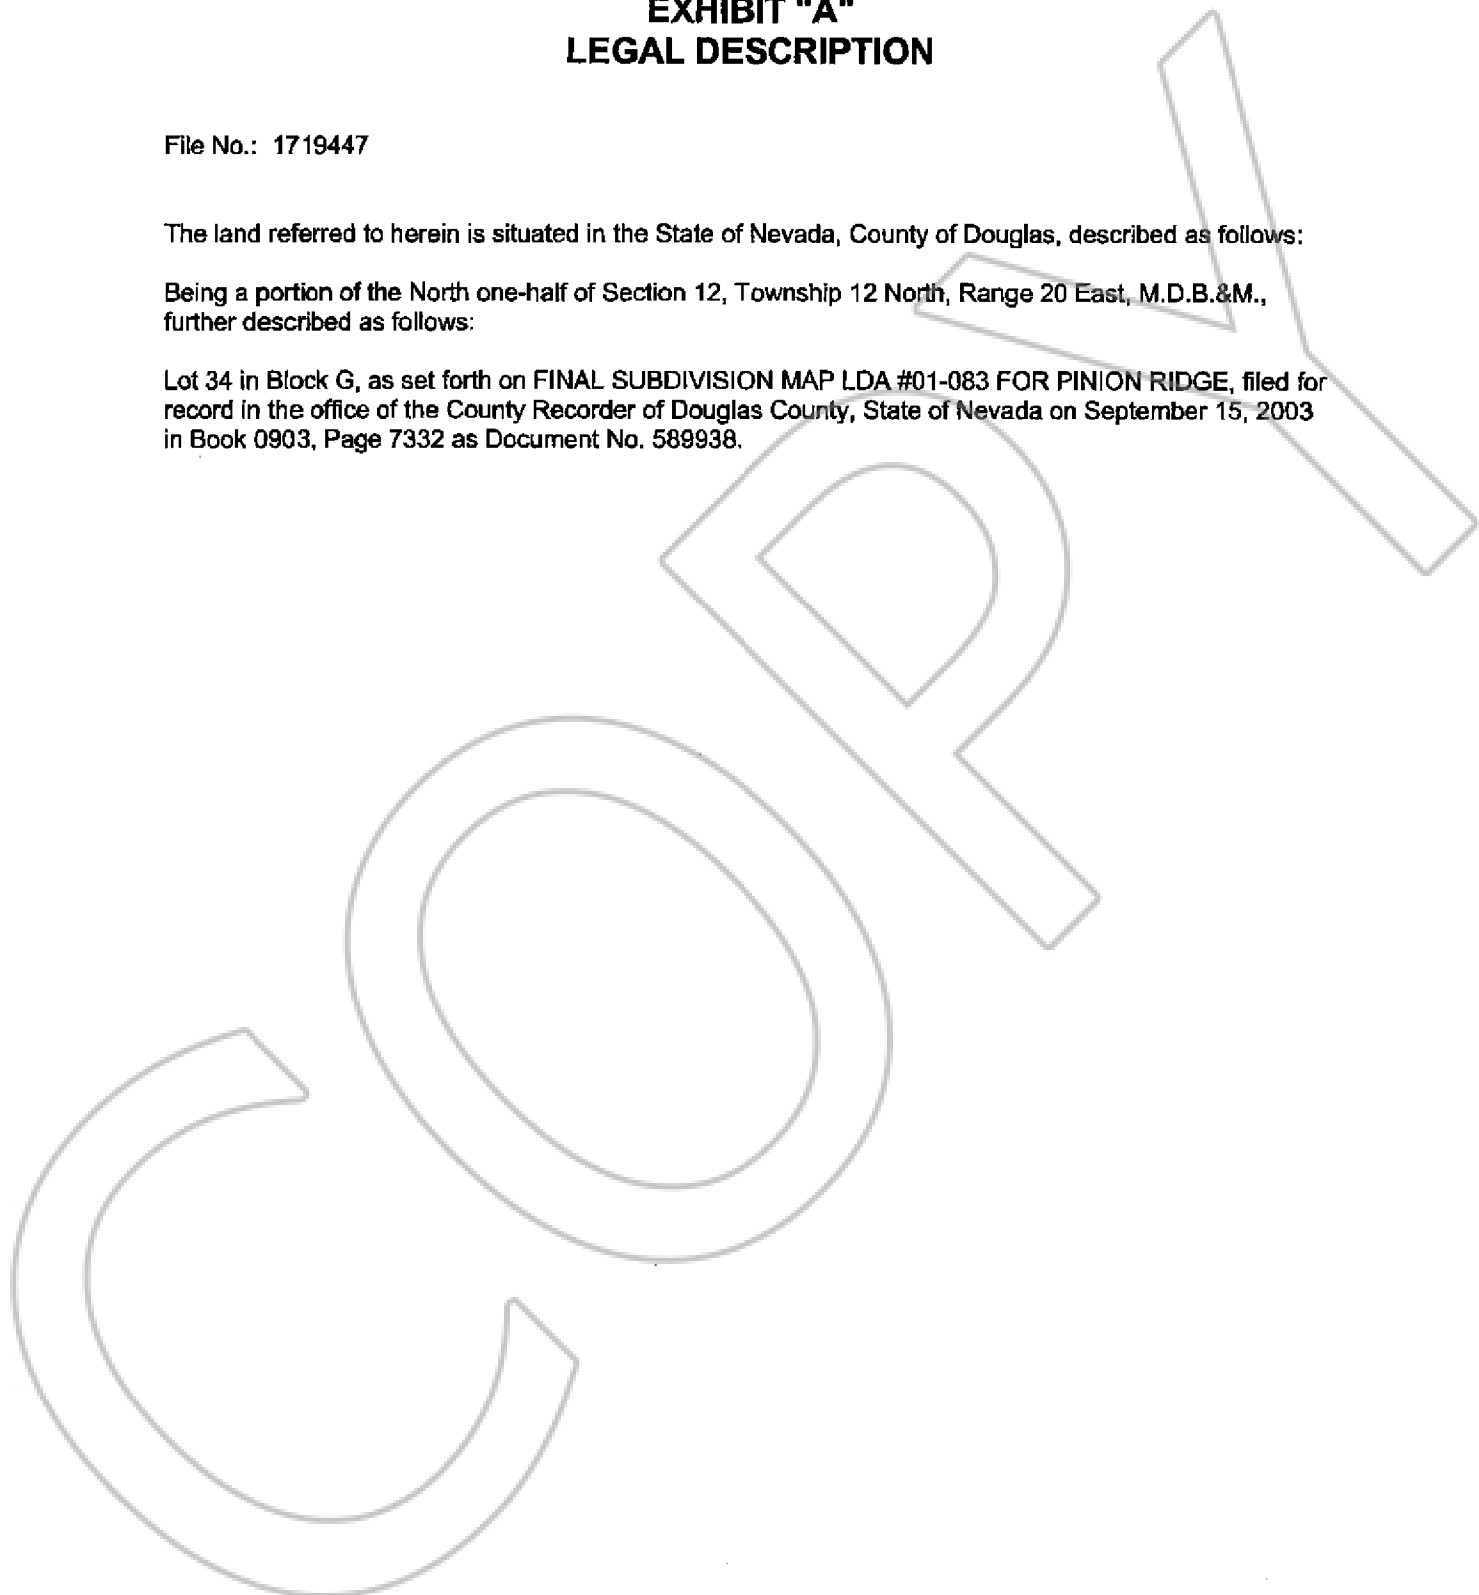 EXHIBIT "A"
LEGAL DESCRIPTION
File No.: 1719447
The land referred to herein is situated in the State of Nevada, County of Douglas, described as follows:
Being a portion of the North one-half of Section 12, Township 12 North, Range 20 East, M.D.B.&M.,
further described as follows:
Lot 34 in Block G, as set forth on FINAL SUBDIVISION MAP LDA #01-083 FOR PINION RIDGE, filed for
record in the office of the County Recorder of Douglas County, State of Nevada on September 15, 2003
in Book 0903, Page 7332 as Document No. 589938.
COPY